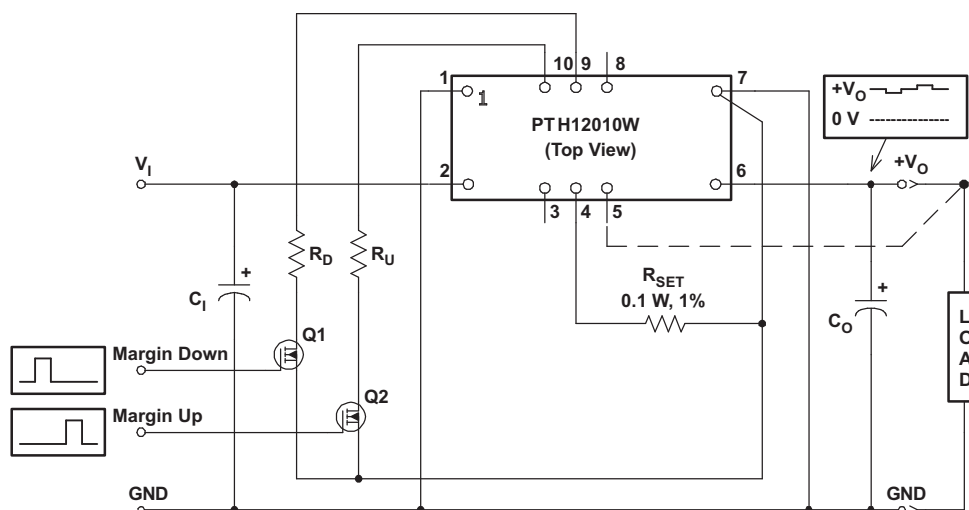 10 9 8
1 7
1
+VO
0 V
PTH12010W
(Top View)
VI
2 6
+VO
3 4 5
RD
RU
RSET
0.1 W, 1%
+
CI
+
CO
L
O
A
D
Q1
Margin Down
Q2
Margin Up
GND
GND